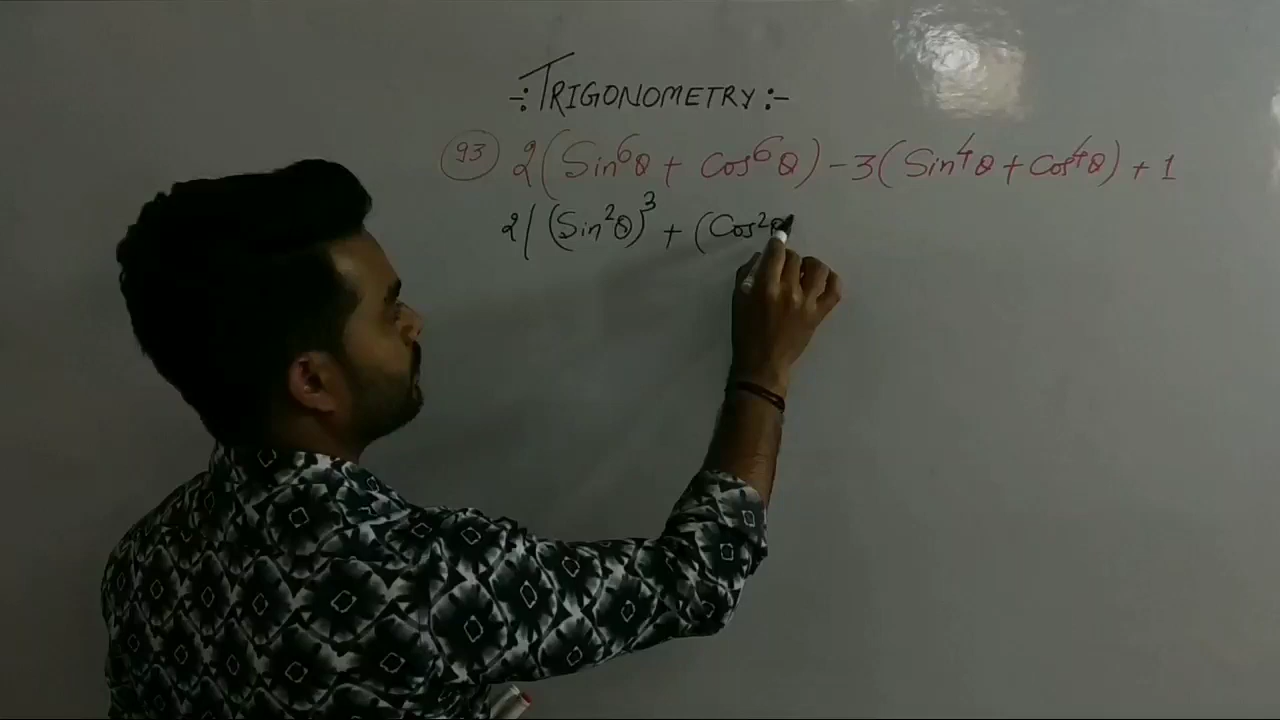 -: TRIGONOMETRY :-
93 2(Sin⁶θ + Cos⁶θ) - 3(Sin⁴θ + Cos⁴θ) + 1
2| (Sin²θ)³ + (Cos²θ